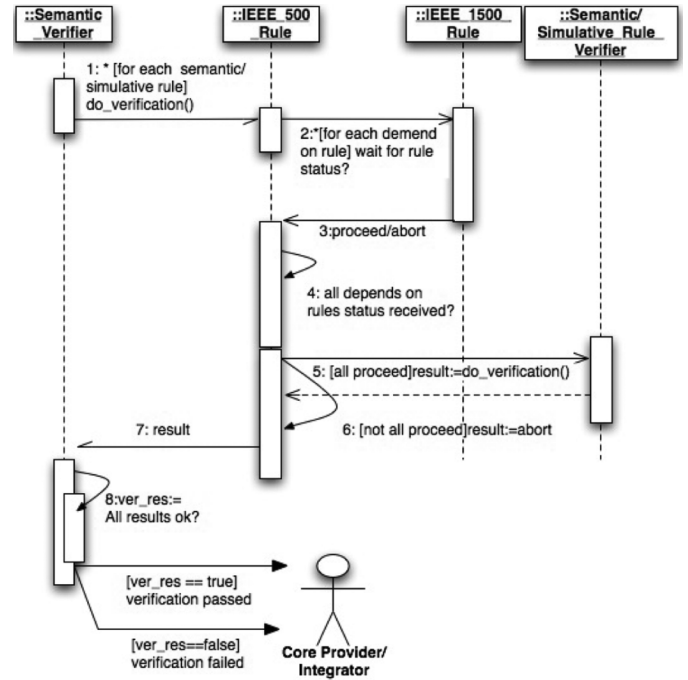 ::Semantic
_Verifier
::IEEE_500
_Rule
::IEEE_1500_
Rule
::Semantic/
Simulative_Rule_
Verifier
1: * [for each semantic/
simulative rule]
do_verification()
2:*[for each demend
on rule] wait for rule
status?
3:proceed/abort
4: all depends on
rules status received?
5: [all proceed]result:=do_verification()
6: [not all proceed]result:=abort
7: result
8:ver_res:=
All results ok?
[ver_res == true]
verification passed
[ver_res==false]
verification failed
Core Provider/
Integrator